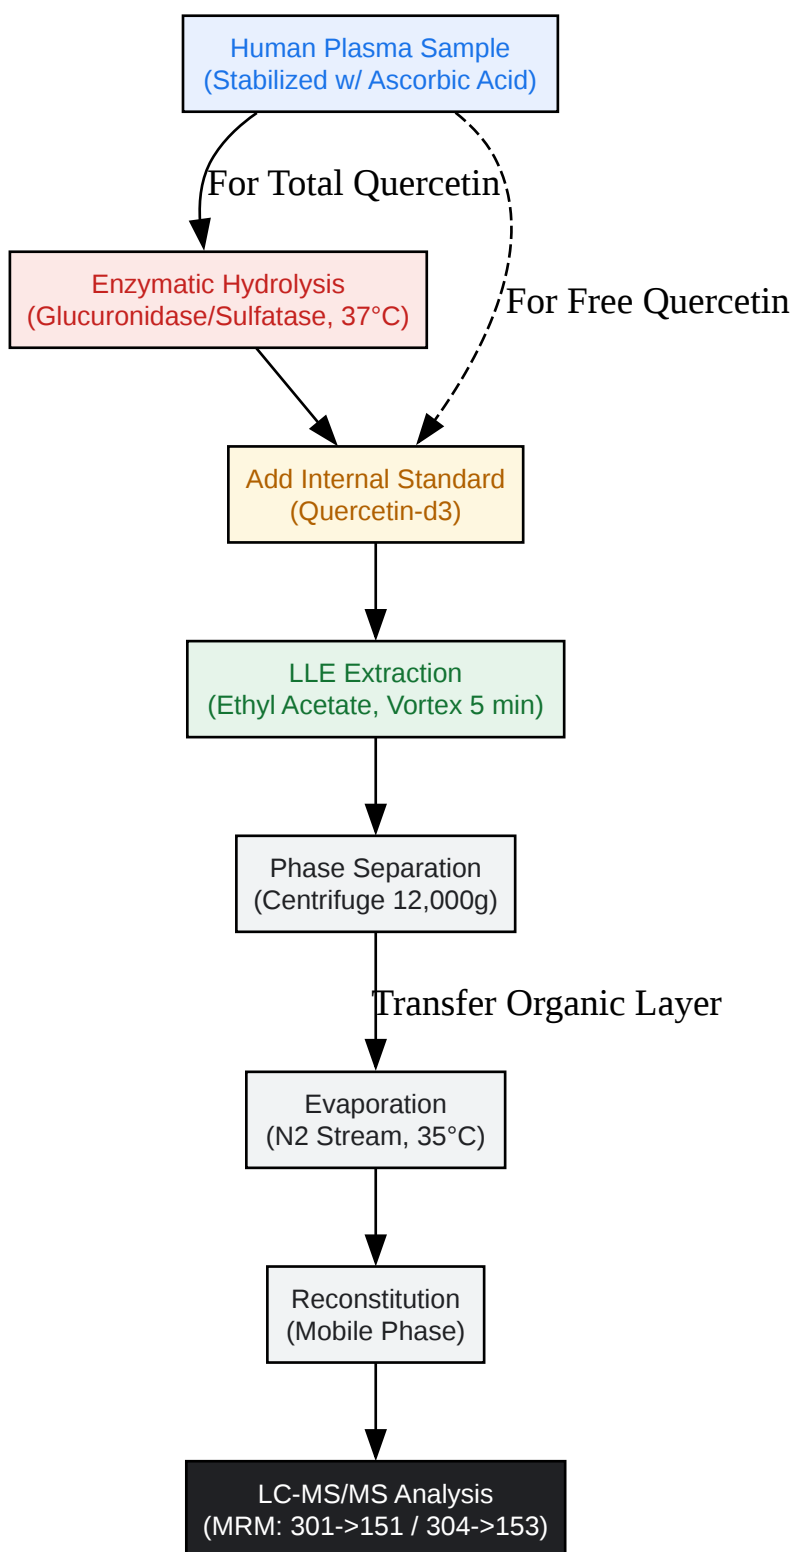 Human Plasma Sample
(Stabilized w/ Ascorbic Acid)
For Total Quercetin
Enzymatic Hydrolysis
(Glucuronidase/Sulfatase, 37°C)
For Free Quercetin
Add Internal Standard
(Quercetin-d3)
LLE Extraction
(Ethyl Acetate, Vortex 5 min)
Phase Separation
(Centrifuge 12,000g)
Transfer Organic Layer
Evaporation
(N2 Stream, 35°C)
Reconstitution
(Mobile Phase)
LC-MS/MS Analysis
(MRM: 301->151 / 304->153)